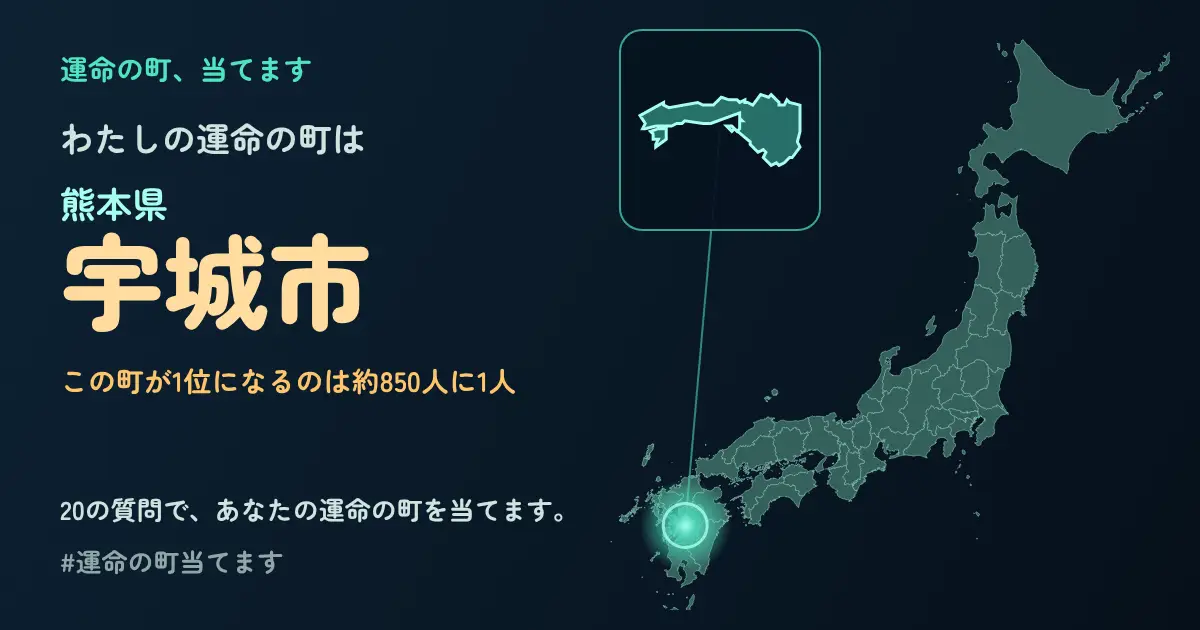 運命の町、当てます
わたしの運命の町は
熊本県
宇城市
この町が1位になるのは約850人に1人
20の質問で、あなたの運命の町を当てます。
#運命の町当てます